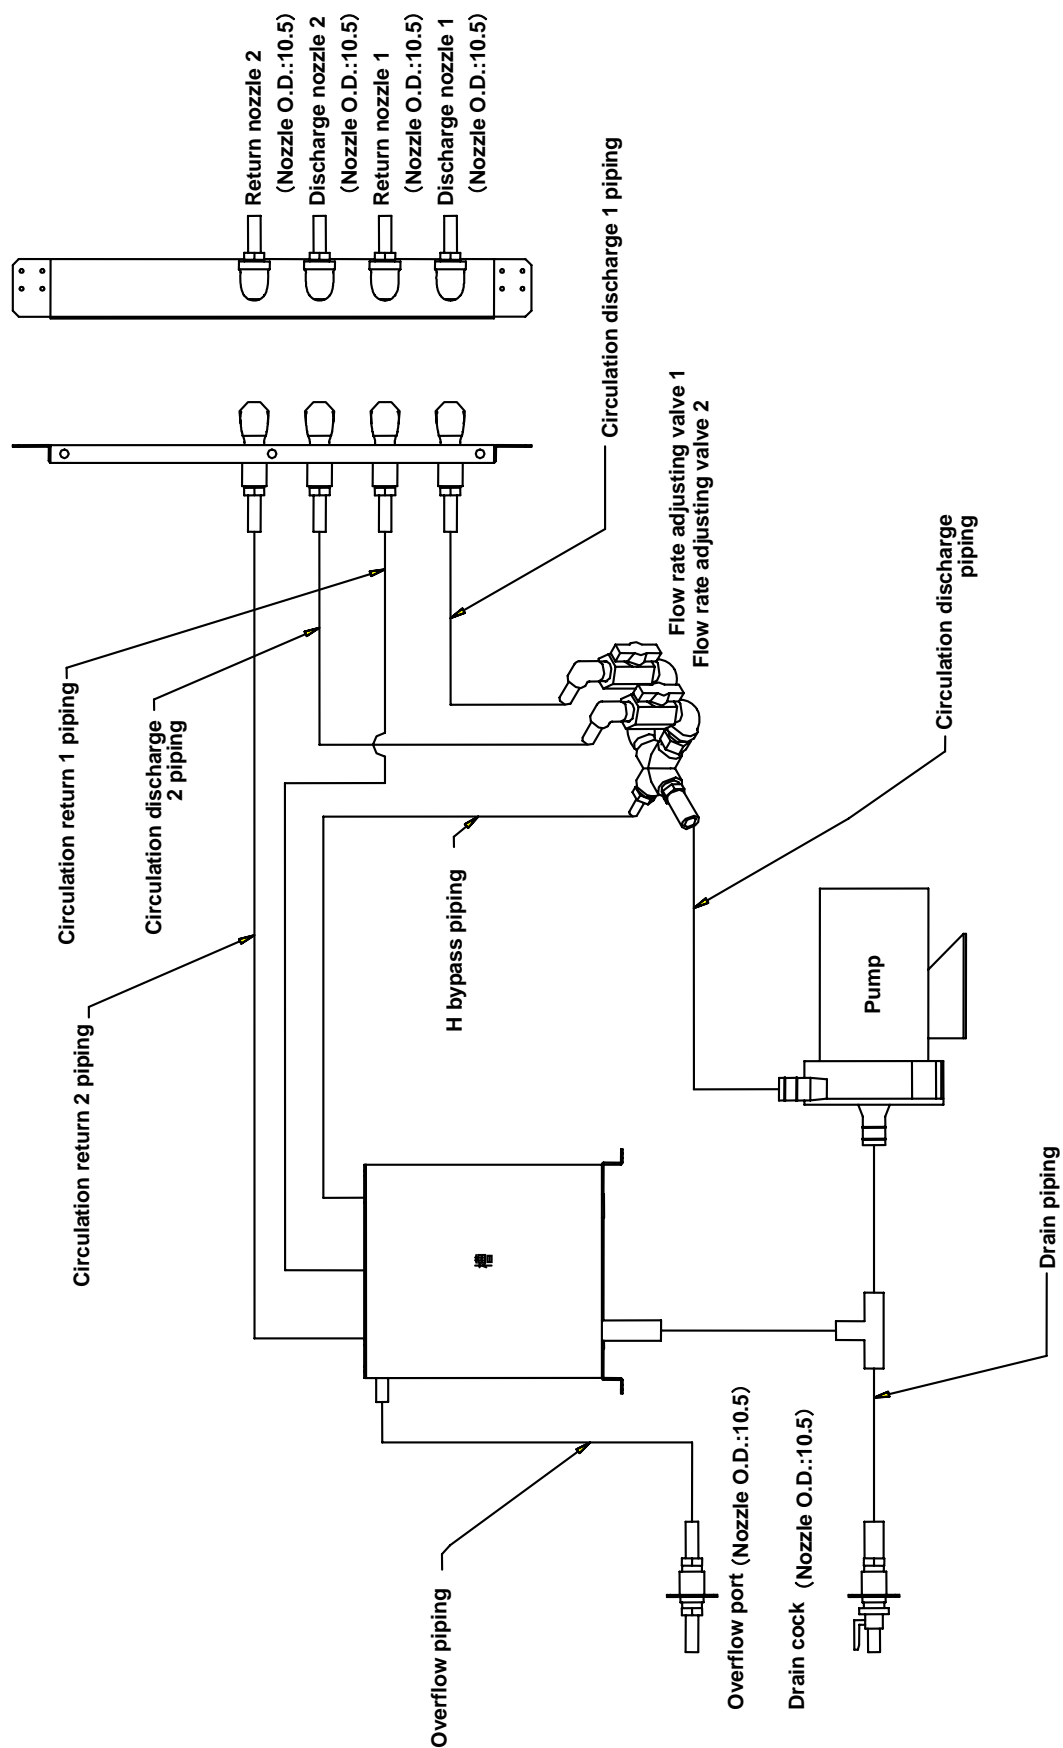 Return nozzle 2
(Nozzle O.D.:10.5)
Discharge nozzle 2
(Nozzle O.D.:10.5)
Return nozzle 1
(Nozzle O.D.:10.5)
Discharge nozzle 1
(Nozzle O.D.:10.5)
Circulation discharge 1 piping
Circulation return 1 piping
Circulation discharge
2 piping
Circulation return 2 piping
Flow rate adjusting valve 1
Flow rate adjusting valve 2
H bypass piping
Circulation discharge
piping
Pump
槽
Drain piping
Overflow piping
Overflow port (Nozzle O.D.:10.5)
Drain cock (Nozzle O.D.:10.5)